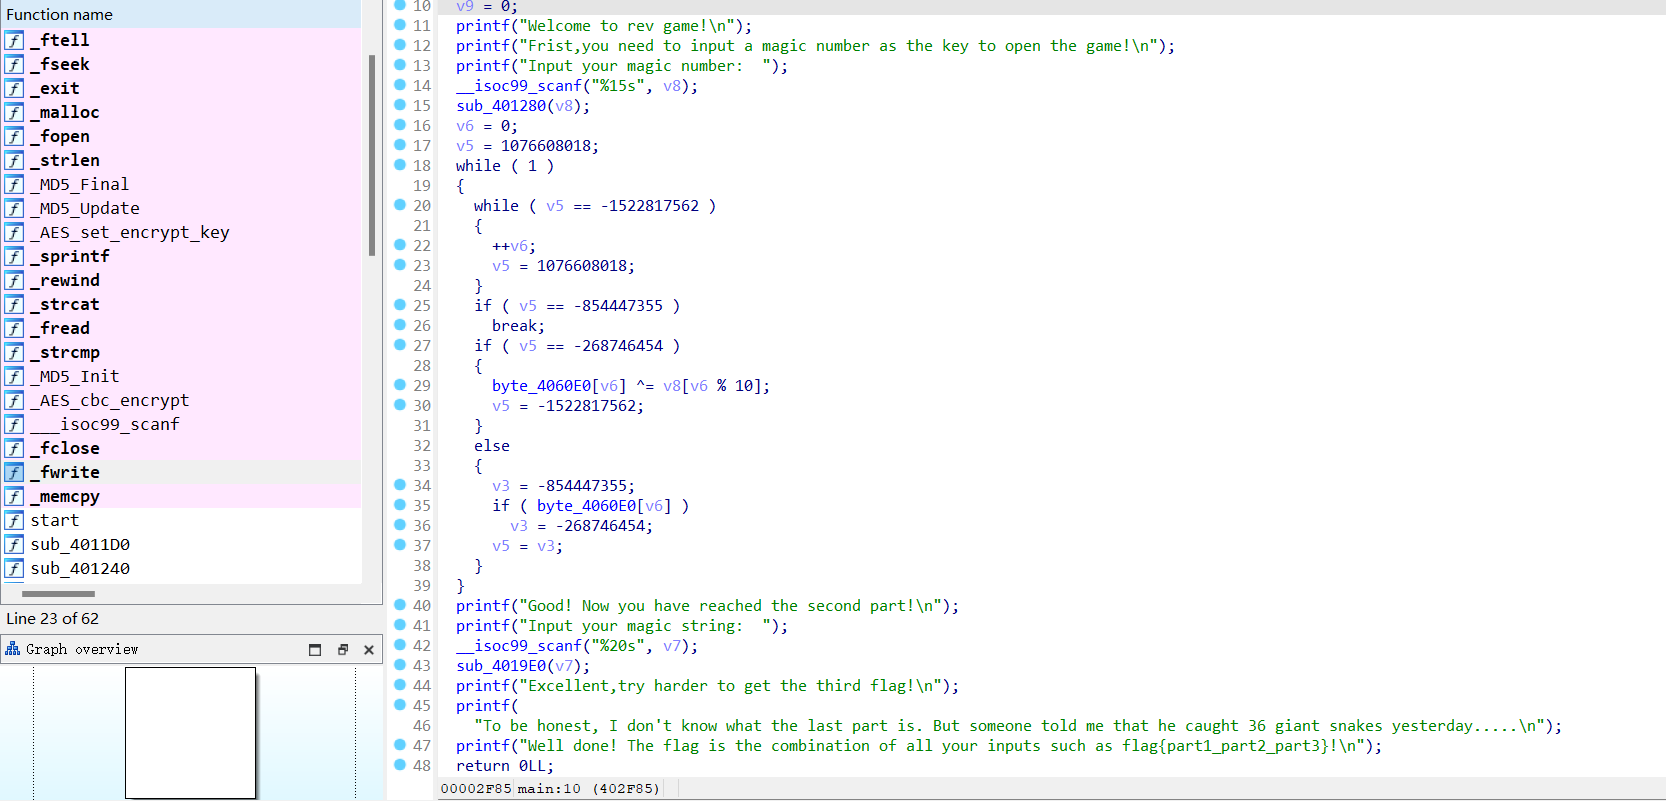 Function name
f _ftell
f _fseek
f _exit
f _malloc
f _fopen
f _strlen
f _MD5_Final
f _MD5_Update
f _AES_set_encrypt_key
f _sprintf
f _rewind
f _strcat
f _fread
f _strcmp
f _MD5_Init
f _AES_cbc_encrypt
f ___isoc99_scanf
f _fclose
f _fwrite
f _memcpy
f start
f sub_4011D0
f sub_401240
Line 23 of 62
Graph overview
10 v9 = 0;
11 printf("Welcome to rev game!\n");
12 printf("Frist,you need to input a magic number as the key to open the game!\n");
13 printf("Input your magic number:  ");
14 __isoc99_scanf("%15s", v8);
15 sub_401280(v8);
16 v6 = 0;
17 v5 = 1076608018;
18 while ( 1 )
19 {
20 while ( v5 == -1522817562 )
21 {
22 ++v6;
23 v5 = 1076608018;
24 }
25 if ( v5 == -854447355 )
26 break;
27 if ( v5 == -268746454 )
28 {
29 byte_4060E0[v6] ^= v8[v6 % 10];
30 v5 = -1522817562;
31 }
32 else
33 {
34 v3 = -854447355;
35 if ( byte_4060E0[v6] )
36 v3 = -268746454;
37 v5 = v3;
38 }
39 }
40 printf("Good! Now you have reached the second part!\n");
41 printf("Input your magic string:  ");
42 __isoc99_scanf("%20s", v7);
43 sub_4019E0(v7);
44 printf("Excellent,try harder to get the third flag!\n");
45 printf(
46 "To be honest, I don't know what the last part is. But someone told me that he caught 36 giant snakes yesterday.....\n");
47 printf("Well done! The flag is the combination of all your inputs such as flag{part1_part2_part3}!\n");
48 return 0LL;
00002F85 main:10 (402F85)